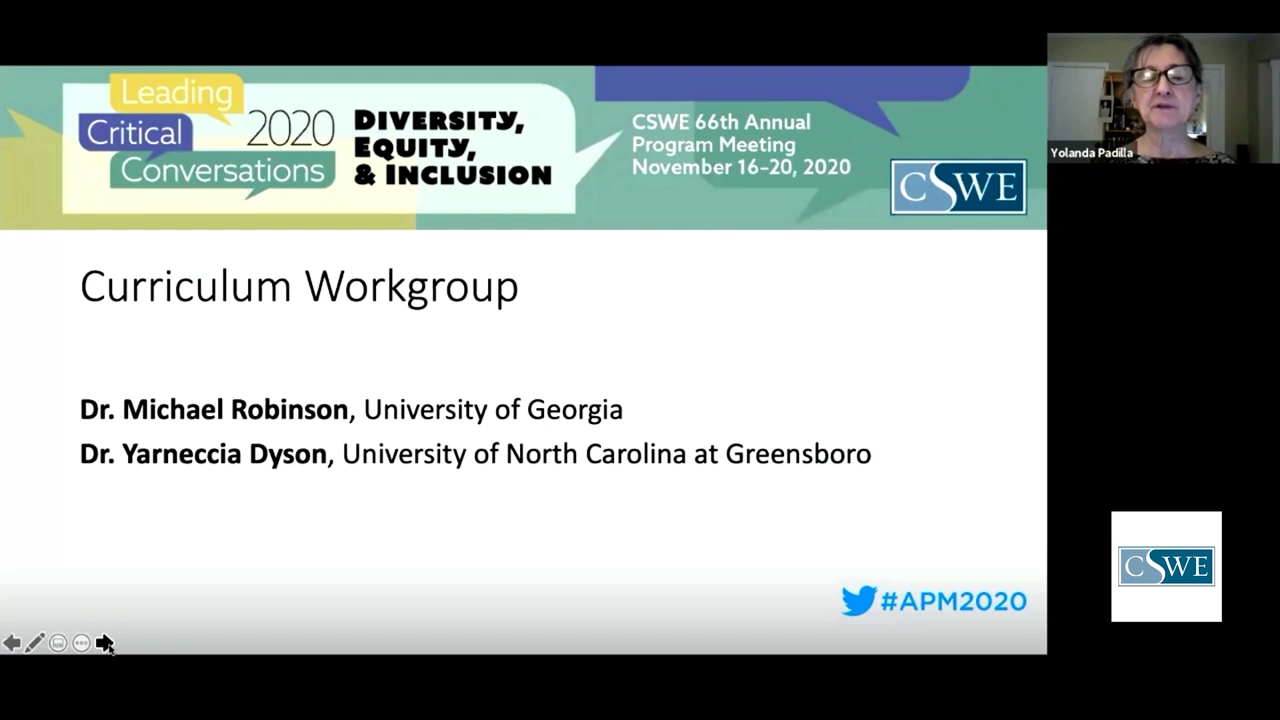 Leading
Critical
Conversations
2020
DIVERSITY,
EQUITY,
& INCLUSION
CSWE 66th Annual
Program Meeting
November 16–20, 2020
CSWE
Yolanda Padilla
Curriculum Workgroup
Dr. Michael Robinson, University of Georgia
Dr. Yarneccia Dyson, University of North Carolina at Greensboro
#APM2020
CSWE